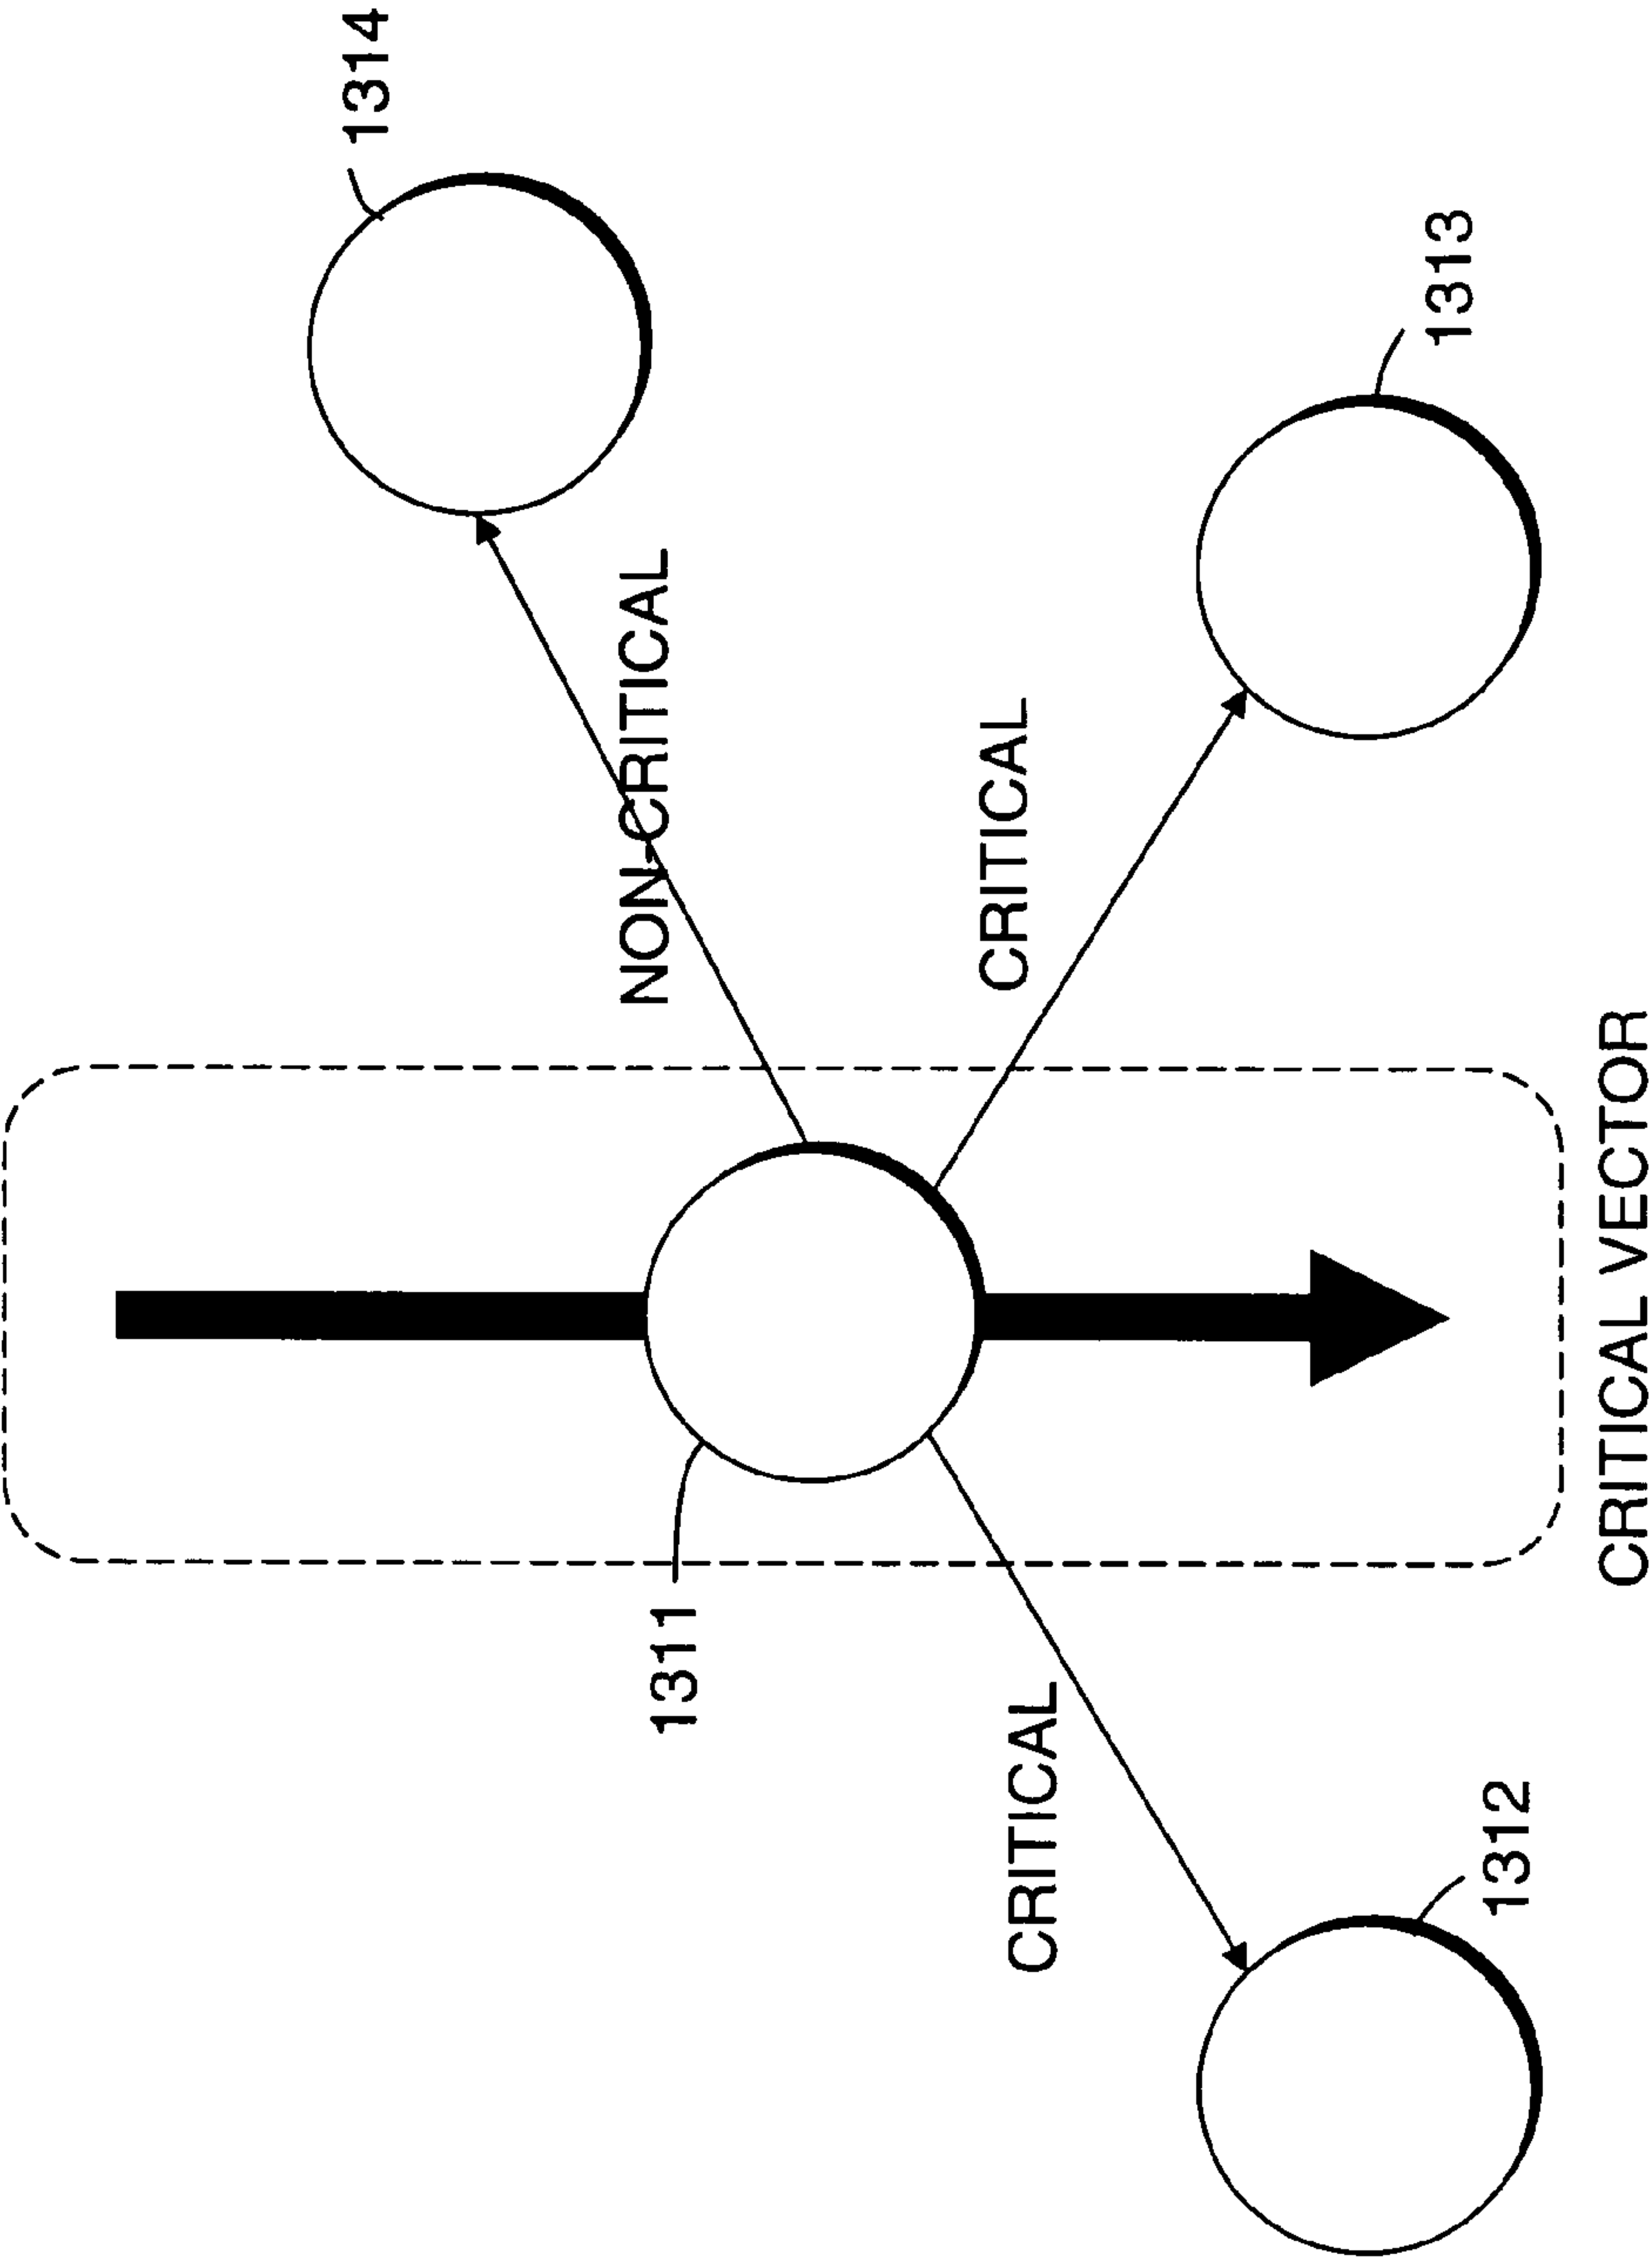 1314
NON-CRITICAL
1313
CRITICAL
1311
CRITICAL
1312
CRITICAL VECTOR